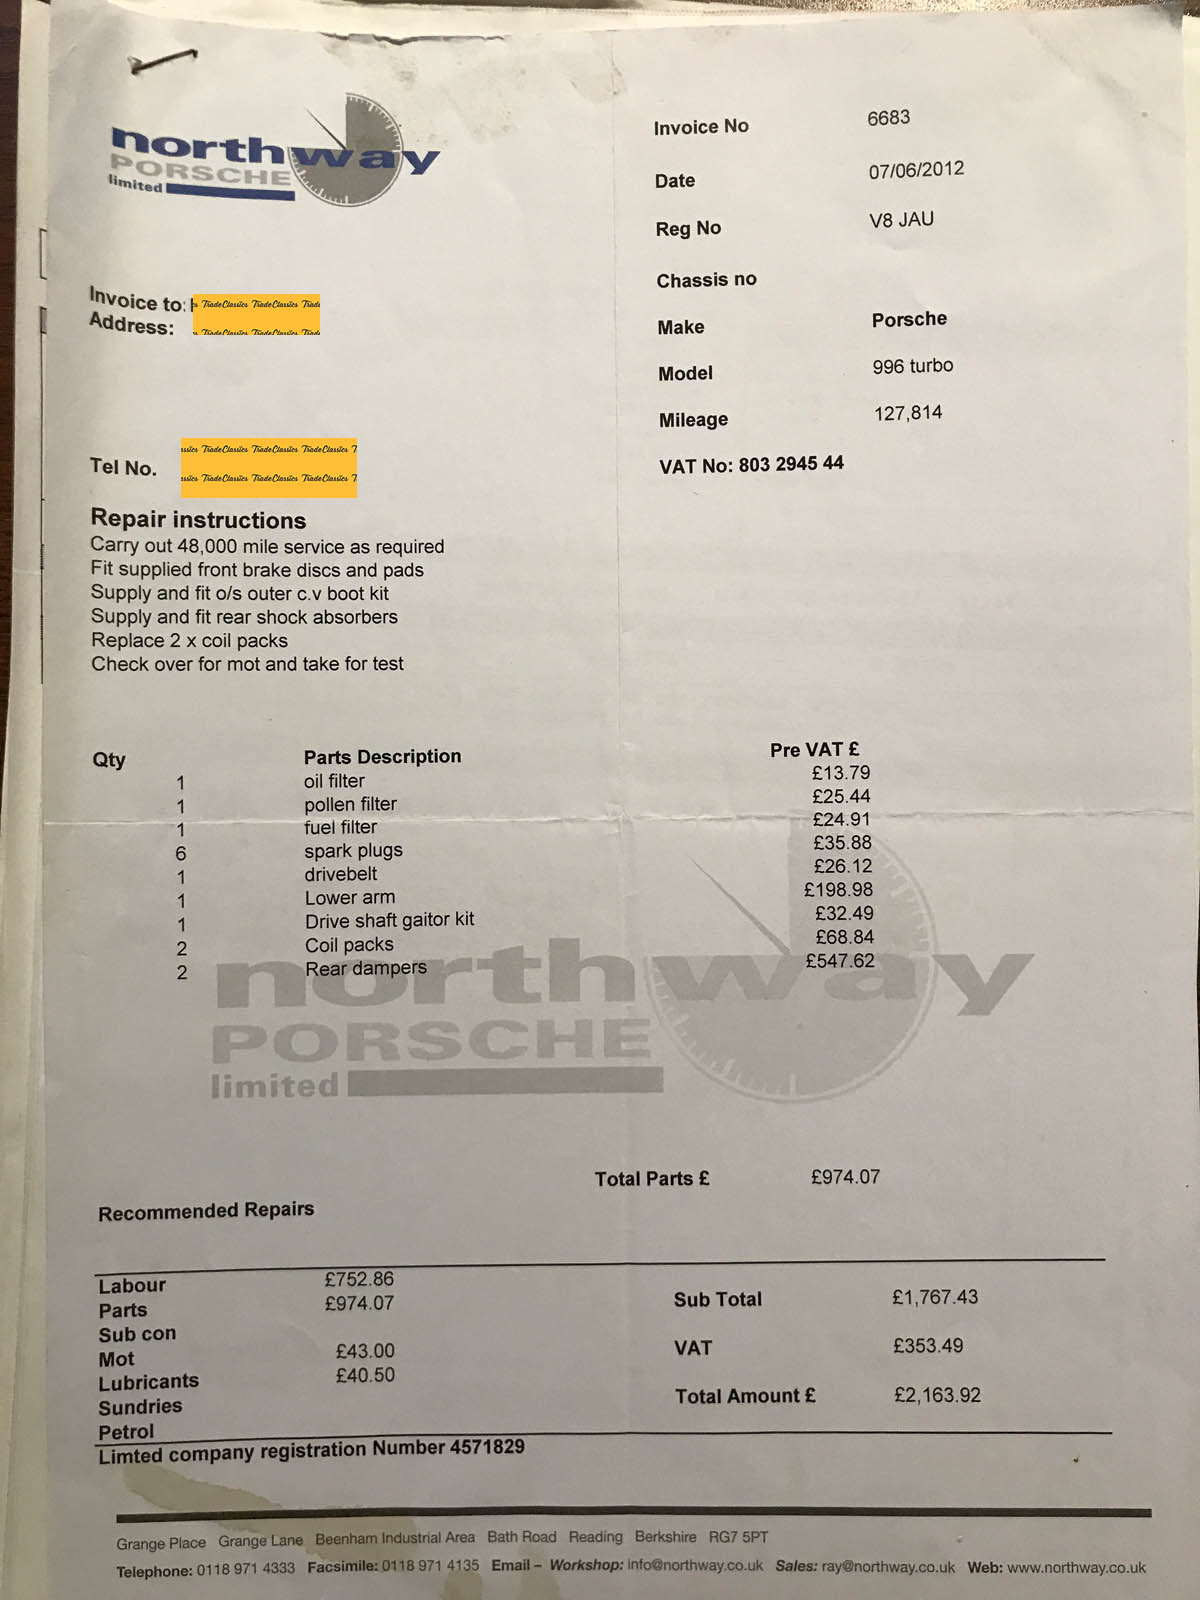 northway
PORSCHE
limited
Invoice No 6683
Date 07/06/2012
Reg No V8 JAU
Chassis no
Make Porsche
Model 996 turbo
Mileage 127,814
VAT No: 803 2945 44
Invoice to:
Address:
TradeClassics Trade
TradeClassics
Tel No.
TradeClassics TradeClassics TradeClassics
TradeClassics TradeClassics TradeClassics
Repair instructions
Carry out 48,000 mile service as required
Fit supplied front brake discs and pads
Supply and fit o/s outer c.v boot kit
Supply and fit rear shock absorbers
Replace 2 x coil packs
Check over for mot and take for test
Qty Parts Description Pre VAT £
1 oil filter £13.79
1 pollen filter £25.44
1 fuel filter £24.91
6 spark plugs £35.88
1 drivebelt £26.12
1 Lower arm £198.98
1 Drive shaft gaitor kit £32.49
2 Coil packs £68.84
2 Rear dampers £547.62
northway
PORSCHE
limited
Total Parts £ £974.07
Recommended Repairs
Labour £752.86
Parts £974.07
Sub con
Mot £43.00
Lubricants £40.50
Sundries
Petrol
Sub Total £1,767.43
VAT £353.49
Total Amount £ £2,163.92
Limted company registration Number 4571829
Grange Place Grange Lane Beenham Industrial Area Bath Road Reading Berkshire RG7 5PT
Telephone: 0118 971 4333 Facsimile: 0118 971 4135 Email – Workshop: info@northway.co.uk Sales: ray@northway.co.uk Web: www.northway.co.uk